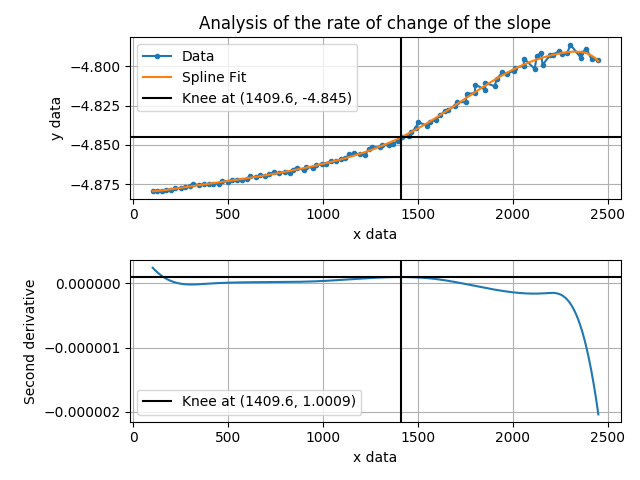 Analysis of the rate of change of the slope
−4.800
−4.825
−4.850
−4.875
y data
Data
Spline Fit
Knee at (1409.6, -4.845)
0
500
1000
1500
2000
2500
x data
0.000000
−0.000001
−0.000002
Second derivative
Knee at (1409.6, 1.0009)
0
500
1000
1500
2000
2500
x data